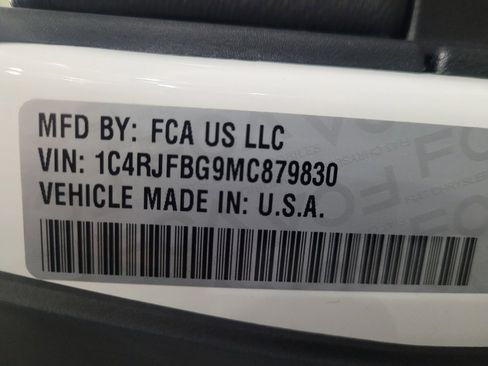 MFD BY: FCA US LLC
VIN: 1C4RJFBG9MC879830
VEHICLE MADE IN: U.S.A.